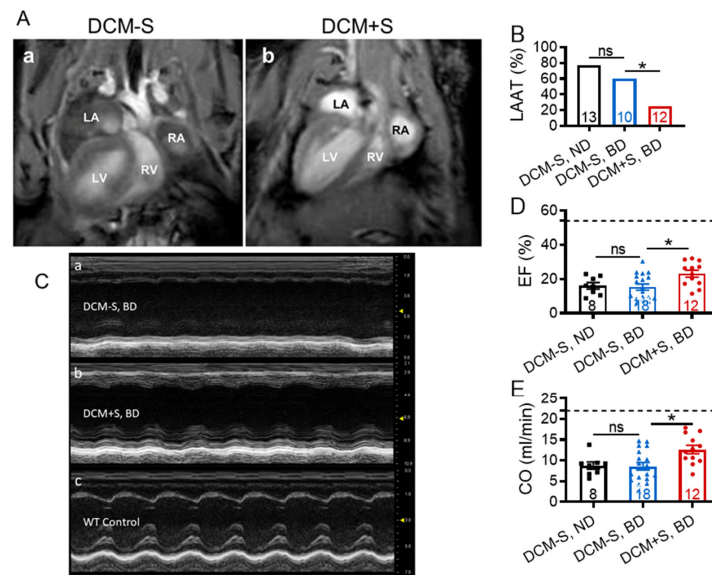 A
DCM-S
DCM+S
a
LA
RA
LV
RV
b
LA
RA
LV
RV
B
LAAT (%)
100
80
60
40
20
0
ns
*
13
10
12
DCM-S, ND
DCM-S, BD
DCM+S, BD
C
a
DCM-S, BD
b
DCM+S, BD
c
WT Control
D
EF (%)
60
40
20
0
ns
*
8
18
12
DCM-S, ND
DCM-S, BD
DCM+S, BD
E
CO (ml/min)
25
20
15
10
5
0
ns
*
8
18
12
DCM-S, ND
DCM-S, BD
DCM+S, BD